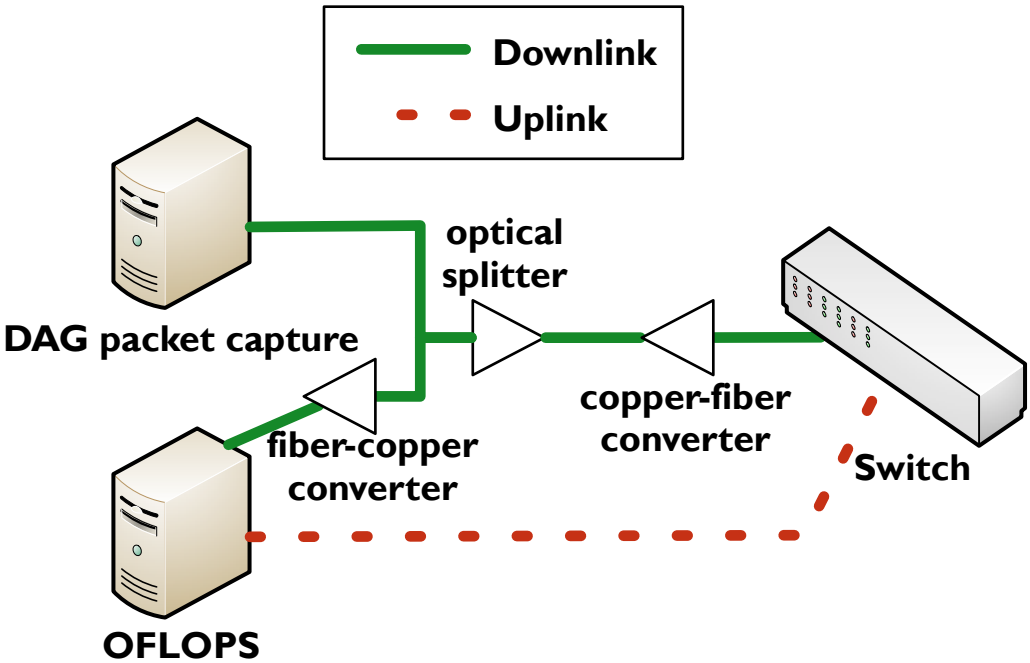 Downlink
Uplink
optical
splitter
DAG packet capture
copper-fiber
converter
fiber-copper
converter
Switch
OFLOPS